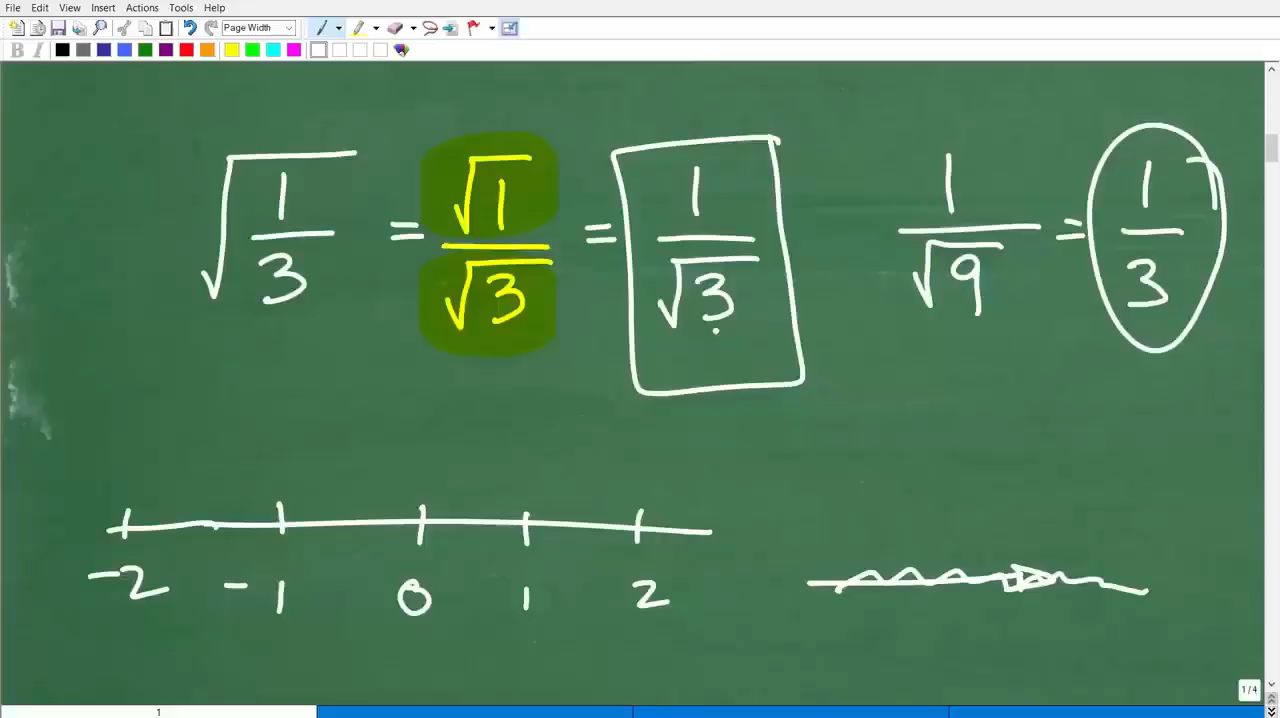 File Edit View Insert Actions Tools Help
Page Width
B I
√(1/3) = √1/√3 = 1/√3
1/√9 = 1/3
-2 -1 0 1 2
1/4
1